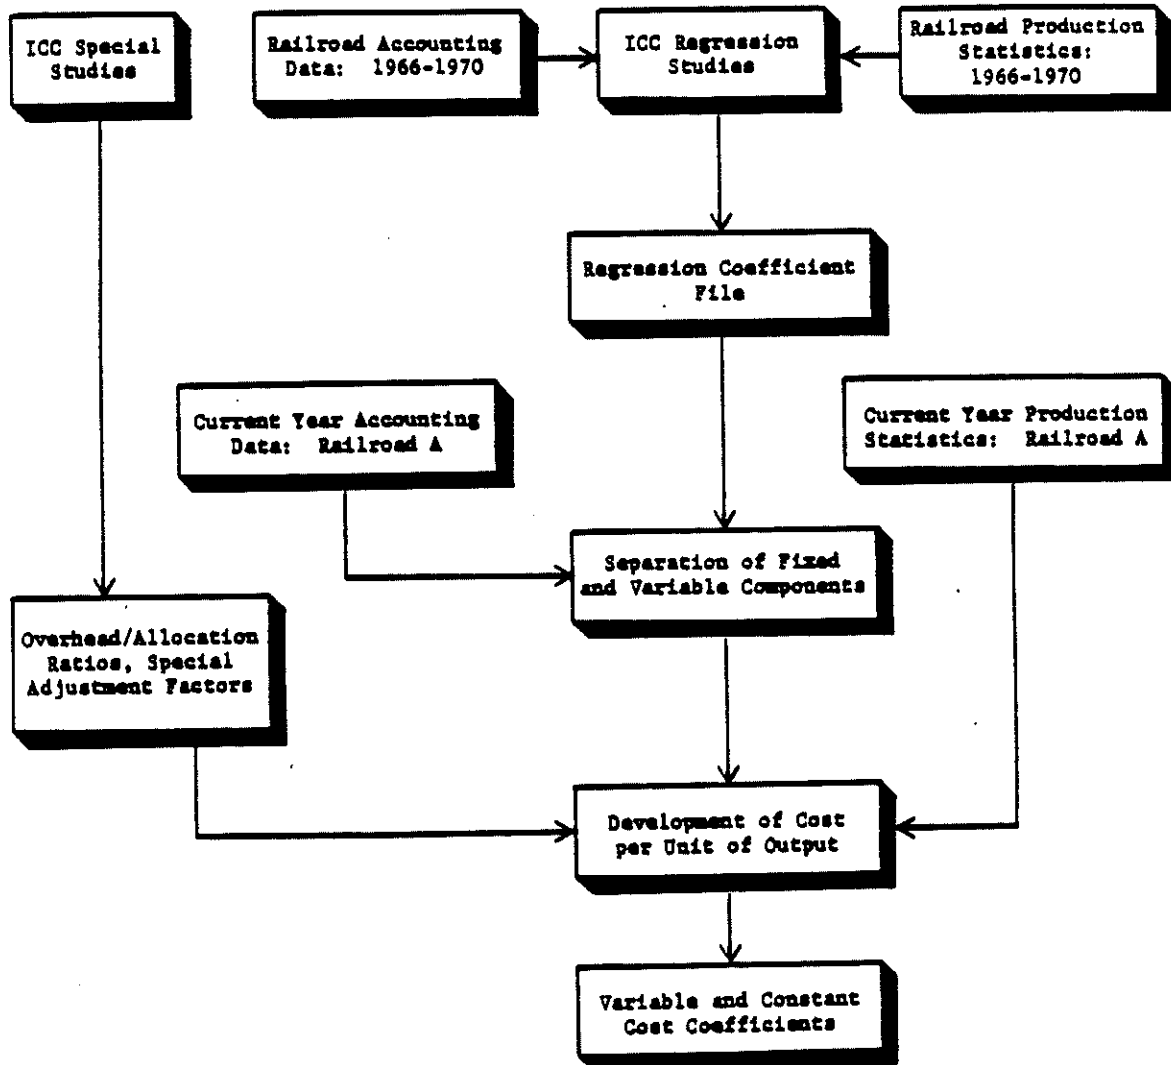 ICC Special
Studies
Railroad Accounting
Data: 1966-1970
ICC Regression
Studies
Railroad Production
Statistics:
1966-1970
Regression Coefficient
File
Current Year Accounting
Data: Railroad A
Current Year Production
Statistics: Railroad A
Separation of Fixed
and Variable Components
Overhead/Allocation
Ratios, Special
Adjustment Factors
Development of Cost
per Unit of Output
Variable and Constant
Cost Coefficients